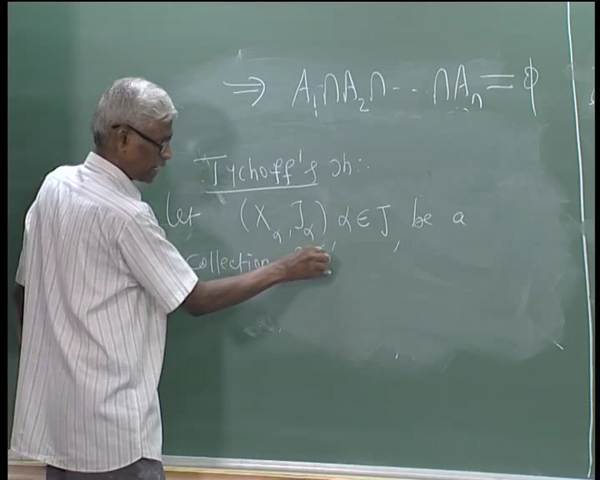 ⇒ A₁∩A₂∩--∩Aₙ=ϕ
Tychoff's Th:-
let (X_α, J_α) α∈J, be a
collection